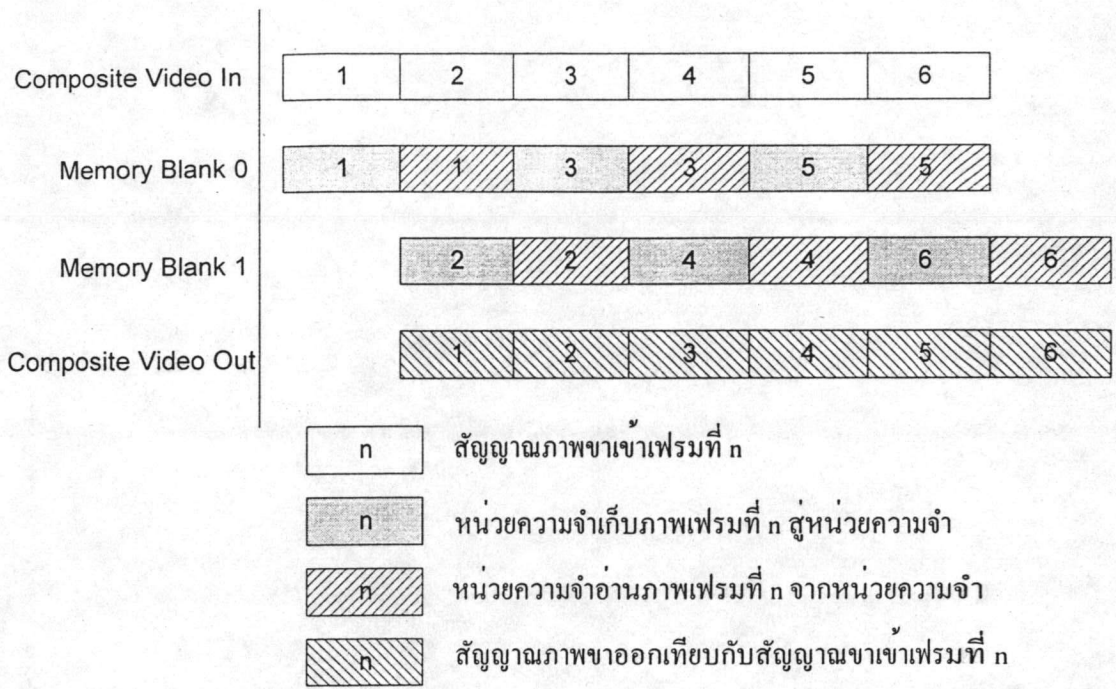 Composite Video In 1 2 3 4 5 6
Memory Blank 0 1 1 3 3 5 5
Memory Blank 1 2 2 4 4 6 6
Composite Video Out 1 2 3 4 5 6
n สัญญาณภาพขาเข้าเฟรมที่ n
n หน่วยความจำเก็บภาพเฟรมที่ n สู่หน่วยความจำ
n หน่วยความจำอ่านภาพเฟรมที่ n จากหน่วยความจำ
n สัญญาณภาพขาออกเทียบกับสัญญาณขาเข้าเฟรมที่ n